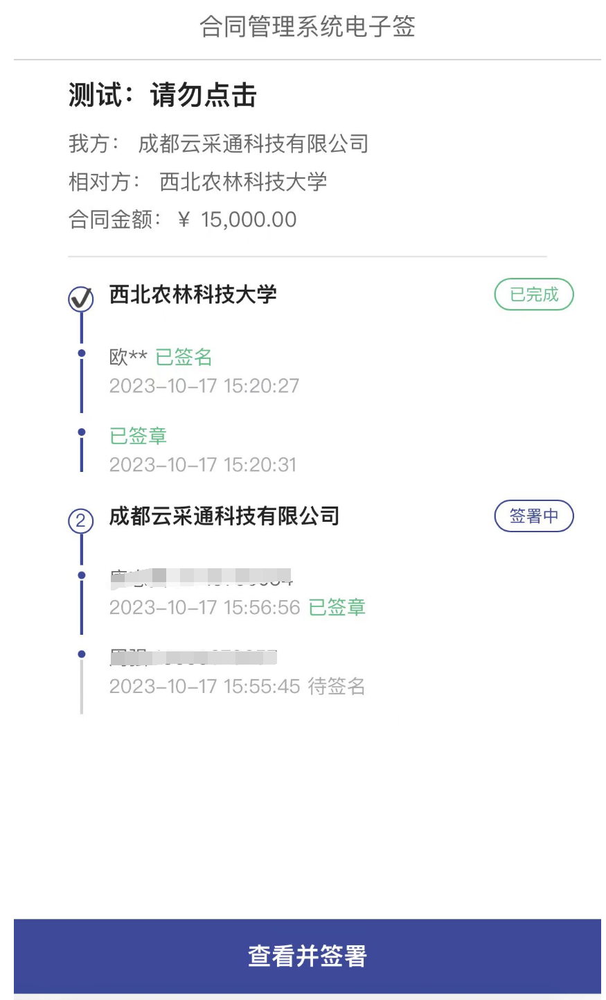 合同管理系统电子签
测试：请勿点击
我方： 成都云采通科技有限公司
相对方： 西北农林科技大学
合同金额：￥ 15,000.00
西北农林科技大学
已完成
欧** 已签名
2023-10-17 15:20:27
已签章
2023-10-17 15:20:31
2 成都云采通科技有限公司
签署中
2023-10-17 15:56:56 已签章
2023-10-17 15:55:45 待签名
查看并签署